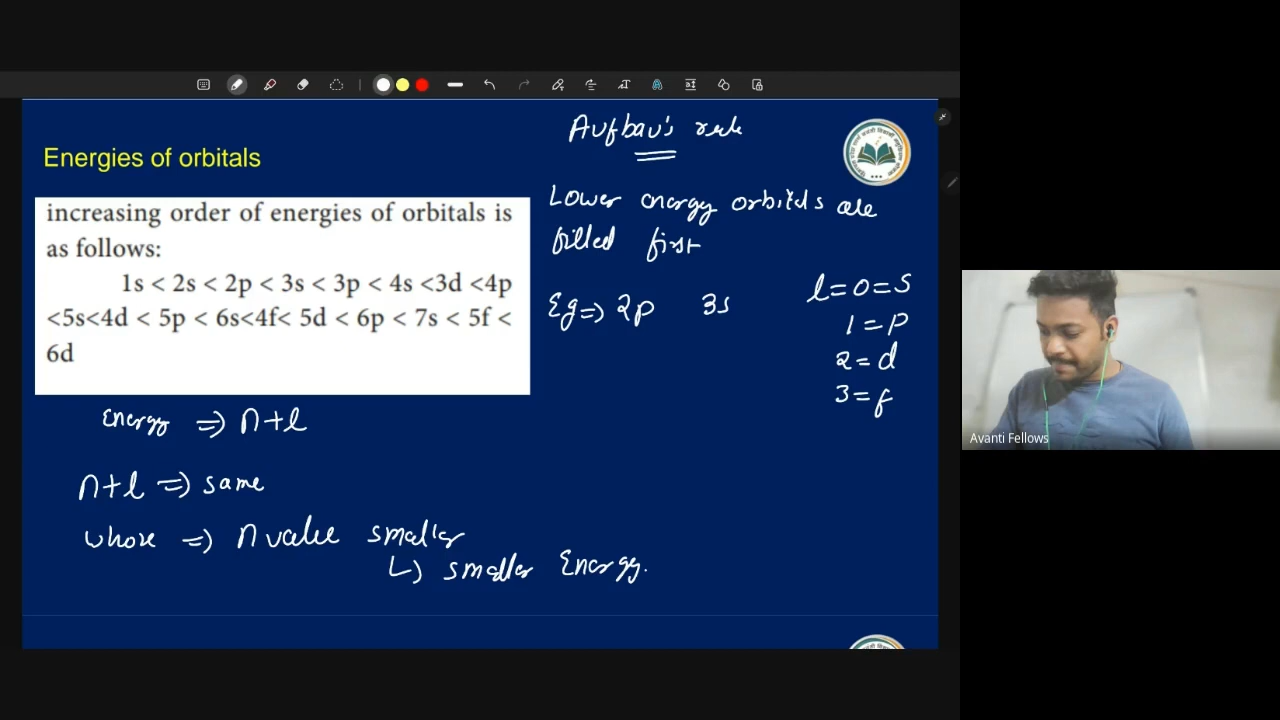 Energies of orbitals
increasing order of energies of orbitals is
as follows:
1s < 2s < 2p < 3s < 3p < 4s <3d <4p
<5s<4d < 5p < 6s<4f< 5d < 6p < 7s < 5f <
6d
Energy => n+l
n+l => same
whose => n value smaller
↳ smaller Energy.
Aufbau's rule
Lower energy orbitals are
filled first
Eg => 2p 3s
l=0=s
1=p
2=d
3=f
Avanti Fellows